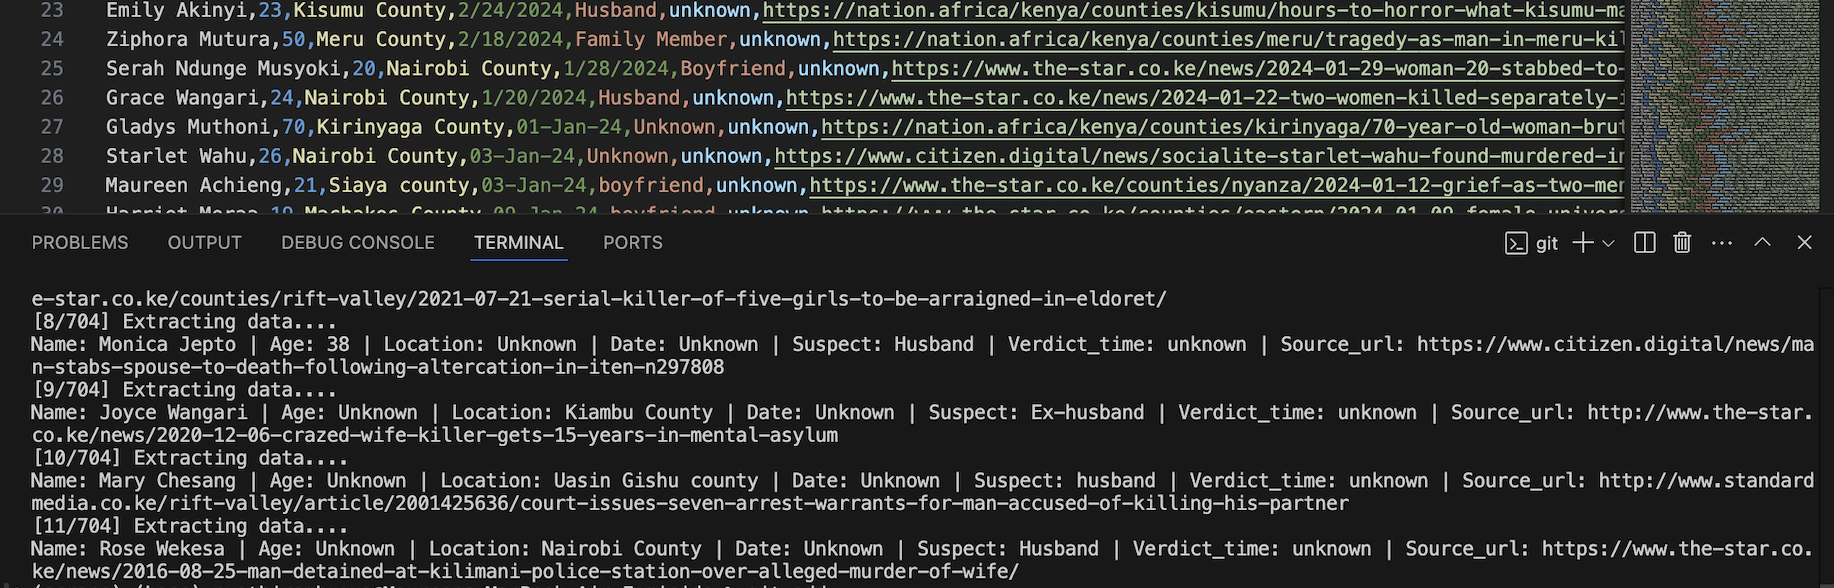 23 Emily Akinyi,23,Kisumu County,2/24/2024,Husband,unknown,https://nation.africa/kenya/counties/kisumu/hours-to-horror-what-kisumu-ma
24 Ziphora Mutura,50,Meru County,2/18/2024,Family Member,unknown,https://nation.africa/kenya/counties/meru/tragedy-as-man-in-meru-kil
25 Serah Ndunge Musyoki,20,Nairobi County,1/28/2024,Boyfriend,unknown,https://www.the-star.co.ke/news/2024-01-29-woman-20-stabbed-to-
26 Grace Wangari,24,Nairobi County,1/20/2024,Husband,unknown,https://www.the-star.co.ke/news/2024-01-22-two-women-killed-separately-i
27 Gladys Muthoni,70,Kirinyaga County,01-Jan-24,Unknown,unknown,https://nation.africa/kenya/counties/kirinyaga/70-year-old-woman-brut
28 Starlet Wahu,26,Nairobi County,03-Jan-24,Unknown,unknown,https://www.citizen.digital/news/socialite-starlet-wahu-found-murdered-in
29 Maureen Achieng,21,Siaya county,03-Jan-24,boyfriend,unknown,https://www.the-star.co.ke/counties/nyanza/2024-01-12-grief-as-two-men
PROBLEMS OUTPUT DEBUG CONSOLE TERMINAL PORTS git
e-star.co.ke/counties/rift-valley/2021-07-21-serial-killer-of-five-girls-to-be-arraigned-in-eldoret/
[8/704] Extracting data....
Name: Monica Jepto | Age: 38 | Location: Unknown | Date: Unknown | Suspect: Husband | Verdict_time: unknown | Source_url: https://www.citizen.digital/news/ma
n-stabs-spouse-to-death-following-altercation-in-iten-n297808
[9/704] Extracting data....
Name: Joyce Wangari | Age: Unknown | Location: Kiambu County | Date: Unknown | Suspect: Ex-husband | Verdict_time: unknown | Source_url: http://www.the-star.
co.ke/news/2020-12-06-crazed-wife-killer-gets-15-years-in-mental-asylum
[10/704] Extracting data....
Name: Mary Chesang | Age: Unknown | Location: Uasin Gishu county | Date: Unknown | Suspect: husband | Verdict_time: unknown | Source_url: http://www.standard
media.co.ke/rift-valley/article/2001425636/court-issues-seven-arrest-warrants-for-man-accused-of-killing-his-partner
[11/704] Extracting data....
Name: Rose Wekesa | Age: Unknown | Location: Nairobi County | Date: Unknown | Suspect: Husband | Verdict_time: unknown | Source_url: https://www.the-star.co.
ke/news/2016-08-25-man-detained-at-kilimani-police-station-over-alleged-murder-of-wife/